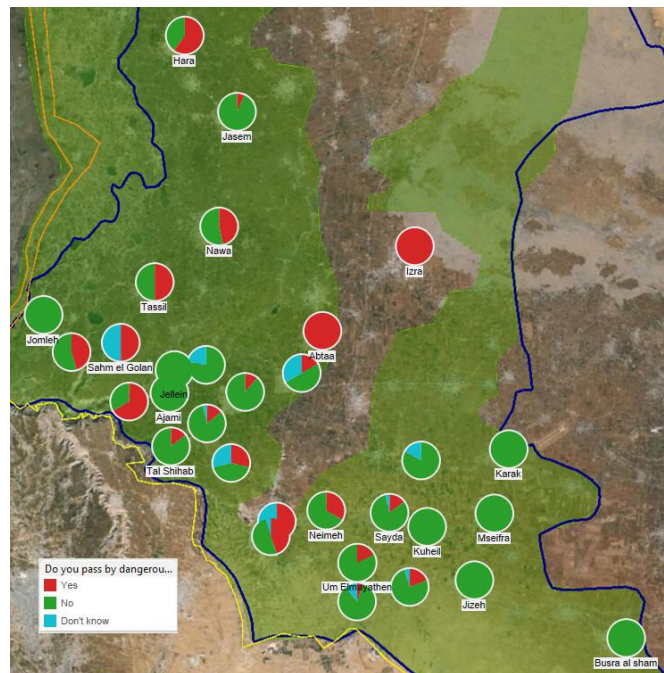 Hara
Jasem
Nawa
Izra
Tassil
Jomleh
Abtaa
Sahm el Golan
Jellein
Ajami
Tal Shihab
Karak
Neimeh
Sayda
Mseifra
Kuheil
Um Elmayathen
Jizeh
Busra al sham
Do you pass by dangerou...
Yes
No
Don't know